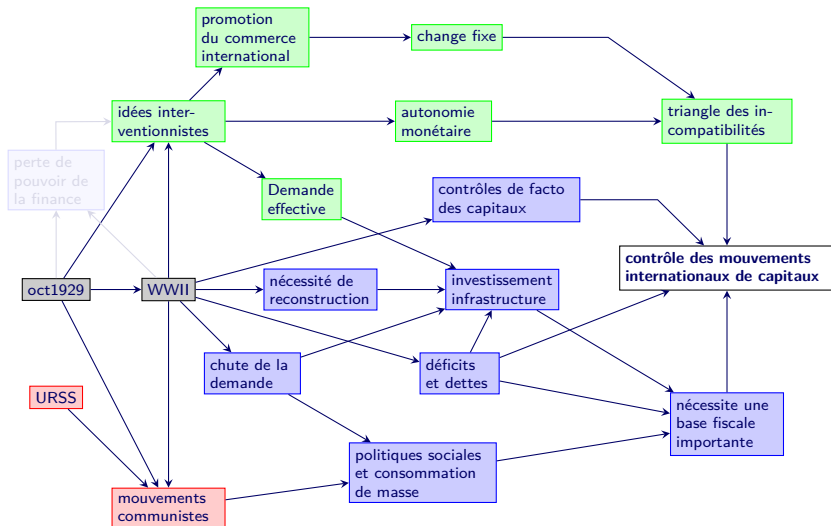 promotion
du commerce
international
change fixe
idées inter-
ventionnistes
autonomie
monétaire
triangle des in-
compatibilités
perte de
pouvoir de
la finance
Demande
effective
contrôles de facto
des capitaux
contrôle des mouvements
internationaux de capitaux
oct1929
WWII
nécessité de
reconstruction
investissement
infrastructure
chute de la
demande
déficits
et dettes
URSS
nécessite une
base fiscale
importante
politiques sociales
et consommation
de masse
mouvements
communistes